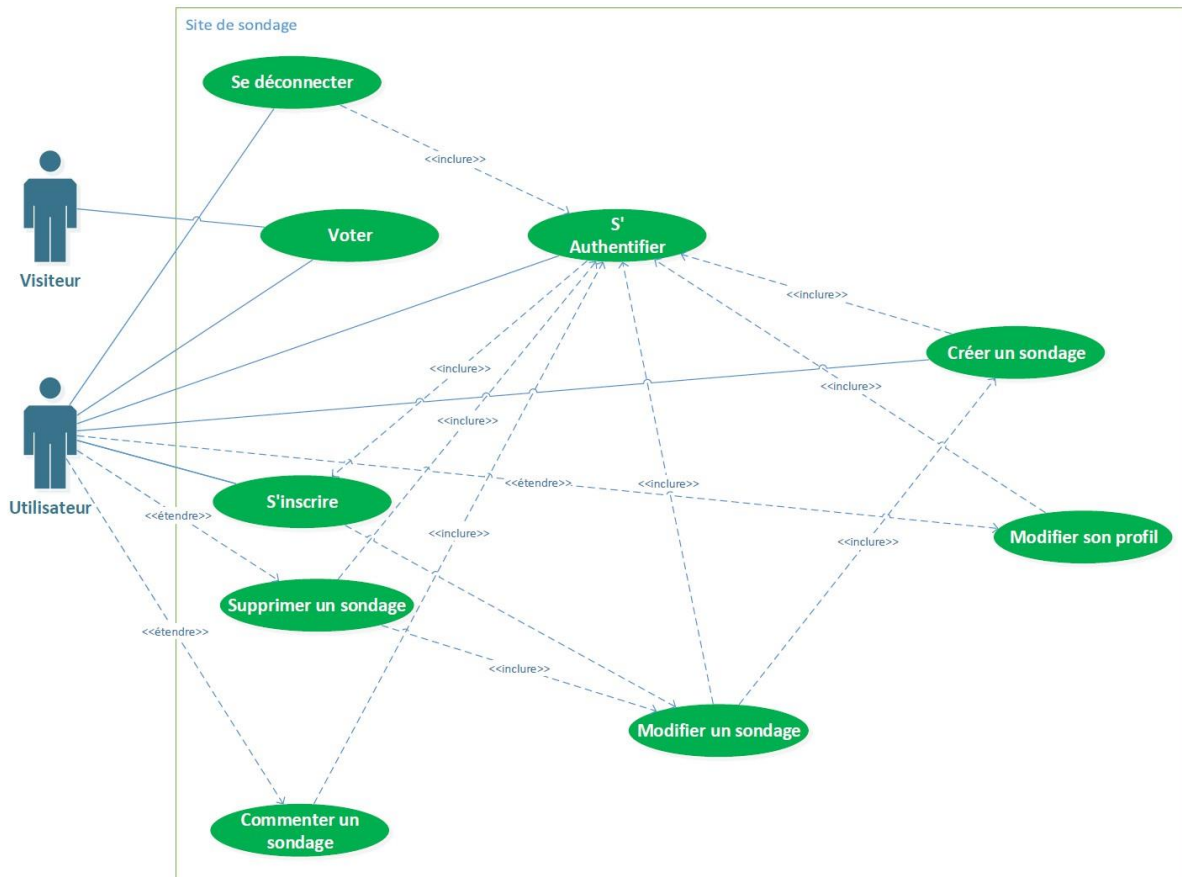 Site de sondage
Se déconnecter
<<inclure>>
Visiteur
Voter
S'
Authentifier
<<inclure>>
Créer un sondage
<<inclure>>
<<inclure>>
<<inclure>>
Utilisateur
S'inscrire
<<étendre>>
<<inclure>>
<<étendre>>
<<inclure>>
<<inclure>>
Modifier son profil
Supprimer un sondage
<<étendre>>
<<inclure>>
Modifier un sondage
Commenter un
sondage